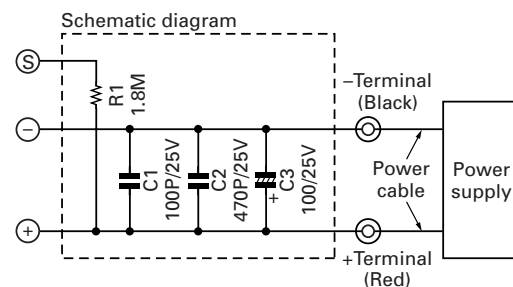 Schematic diagram
S
R1
1.8M
−Terminal
(Black)
−
C1
100P/25V
C2
470P/25V
+
C3
100/25V
Power
cable
Power
supply
+
+Terminal
(Red)